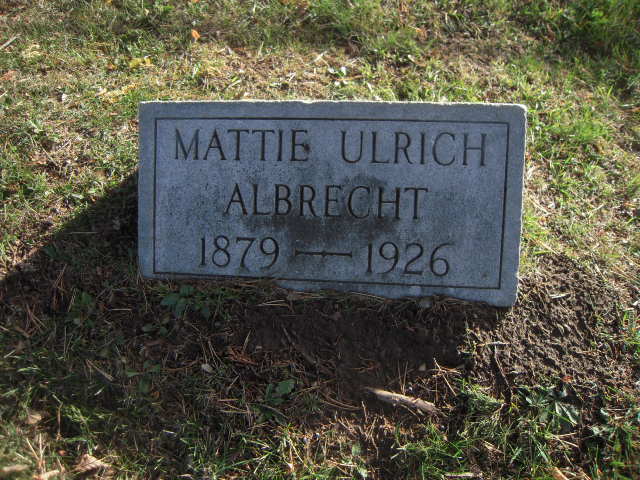 MATTIE ULRICH
ALBRECHT
1879 — 1926